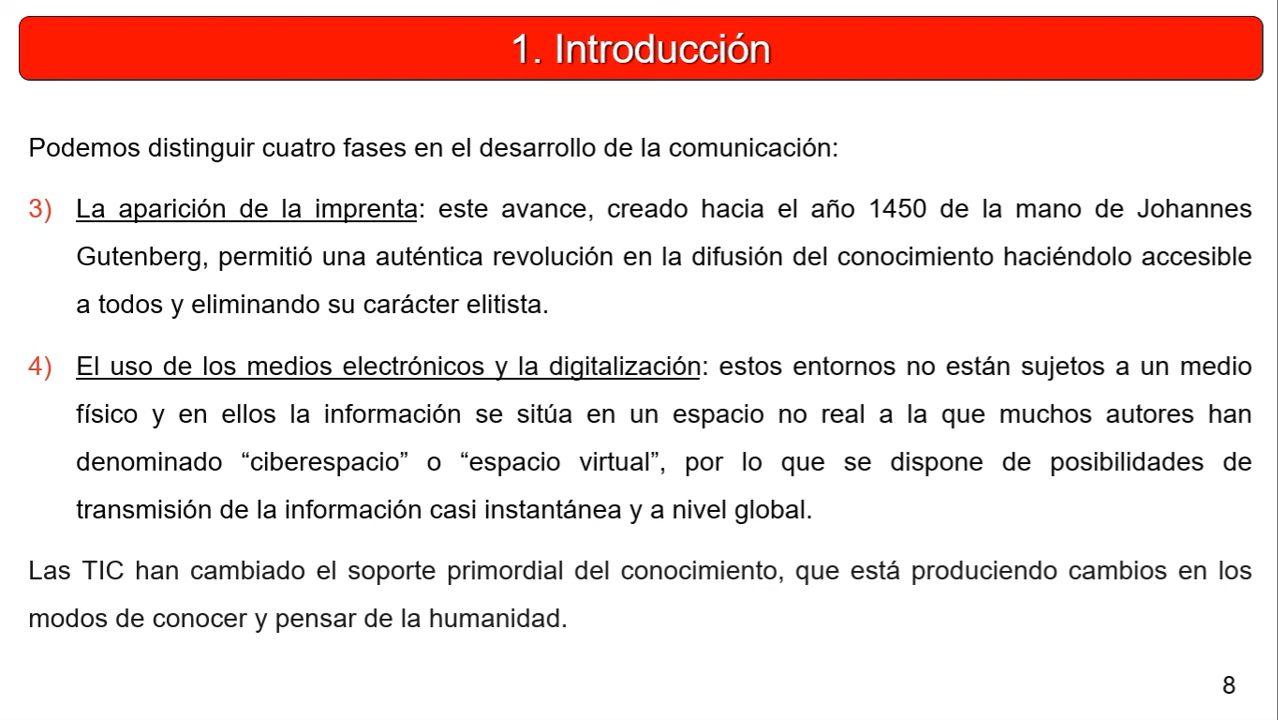 1. Introducción
Podemos distinguir cuatro fases en el desarrollo de la comunicación:
3) La aparición de la imprenta: este avance, creado hacia el año 1450 de la mano de Johannes
Gutenberg, permitió una auténtica revolución en la difusión del conocimiento haciéndolo accesible
a todos y eliminando su carácter elitista.
4) El uso de los medios electrónicos y la digitalización: estos entornos no están sujetos a un medio
físico y en ellos la información se sitúa en un espacio no real a la que muchos autores han
denominado “ciberespacio” o “espacio virtual”, por lo que se dispone de posibilidades de
transmisión de la información casi instantánea y a nivel global.
Las TIC han cambiado el soporte primordial del conocimiento, que está produciendo cambios en los
modos de conocer y pensar de la humanidad.
8